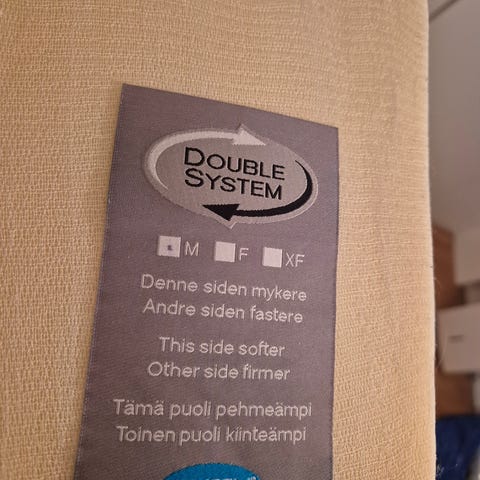 DOUBLE
SYSTEM
M F XF
Denne siden mykere
Andre siden fastere
This side softer
Other side firmer
Tämä puoli pehmeämpi
Toinen puoli kiinteämpi